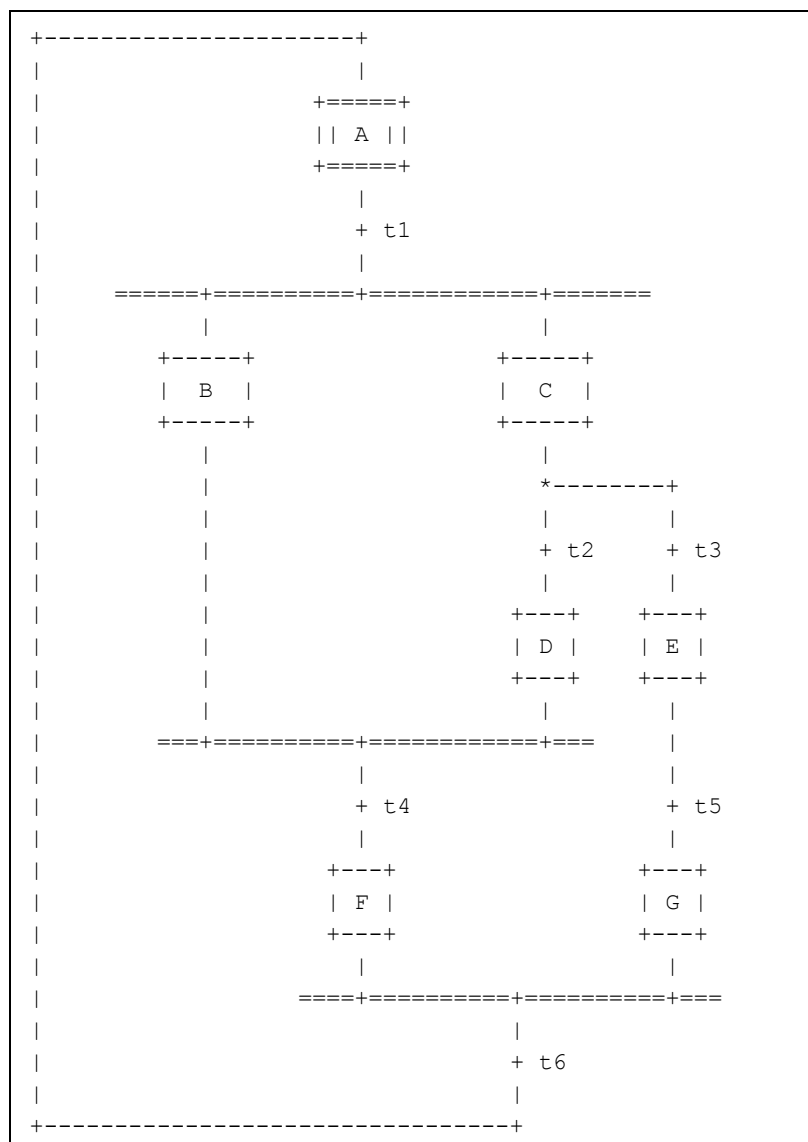 +----------------------+
|                      |
|                   +=====+
|                   || A ||
|                   +=====+
|                      |
|                      + t1
|                      |
|     ======+==========+============+=======
|           |                       |
|        +-----+                 +-----+
|        |  B  |                 |  C  |
|        +-----+                 +-----+
|           |                       |
|           |                       *--------+
|           |                       |        |
|           |                       + t2     + t3
|           |                       |        |
|           |                     +---+    +---+
|           |                     | D |    | E |
|           |                     +---+    +---+
|           |                       |        |
|        ===+==========+============+===     |
|                      |                     |
|                      + t4                  + t5
|                      |                     |
|                    +---+                 +---+
|                    | F |                 | G |
|                    +---+                 +---+
|                      |                     |
|                  ====+==========+==========+===
|                                 |
|                                 + t6
|                                 |
+---------------------------------+